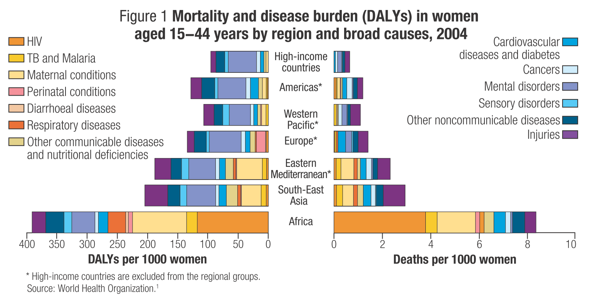 Figure 1 Mortality and disease burden (DALYs) in women
aged 15–44 years by region and broad causes, 2004
HIV
TB and Malaria
Maternal conditions
Perinatal conditions
Diarrhoeal diseases
Respiratory diseases
Other communicable diseases
and nutritional deficiencies
Cardiovascular
diseases and diabetes
Cancers
Mental disorders
Sensory disorders
Other noncommunicable diseases
Injuries
High-income
countries
Americas*
Western
Pacific*
Europe*
Eastern
Mediterranean*
South-East
Asia
Africa
400 350 300 250 200 150 100 50 0
DALYs per 1000 women
0 2 4 6 8 10
Deaths per 1000 women
* High-income countries are excluded from the regional groups.
Source: World Health Organization.1